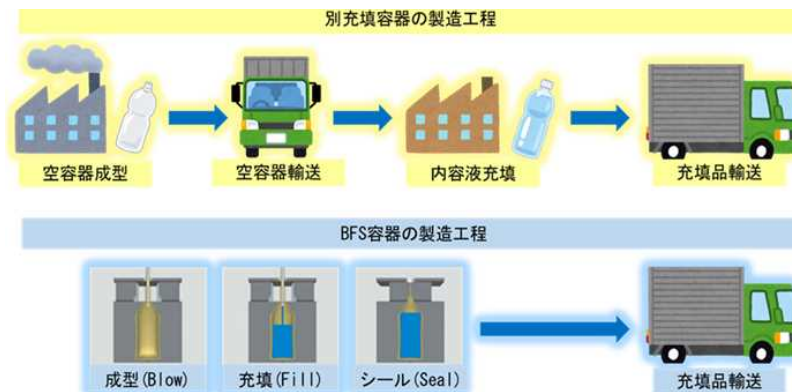 別充填容器の製造工程
空容器成型
空容器輸送
内容液充填
充填品輸送
BFS容器の製造工程
成型(Blow)
充填(Fill)
シール(Seal)
充填品輸送